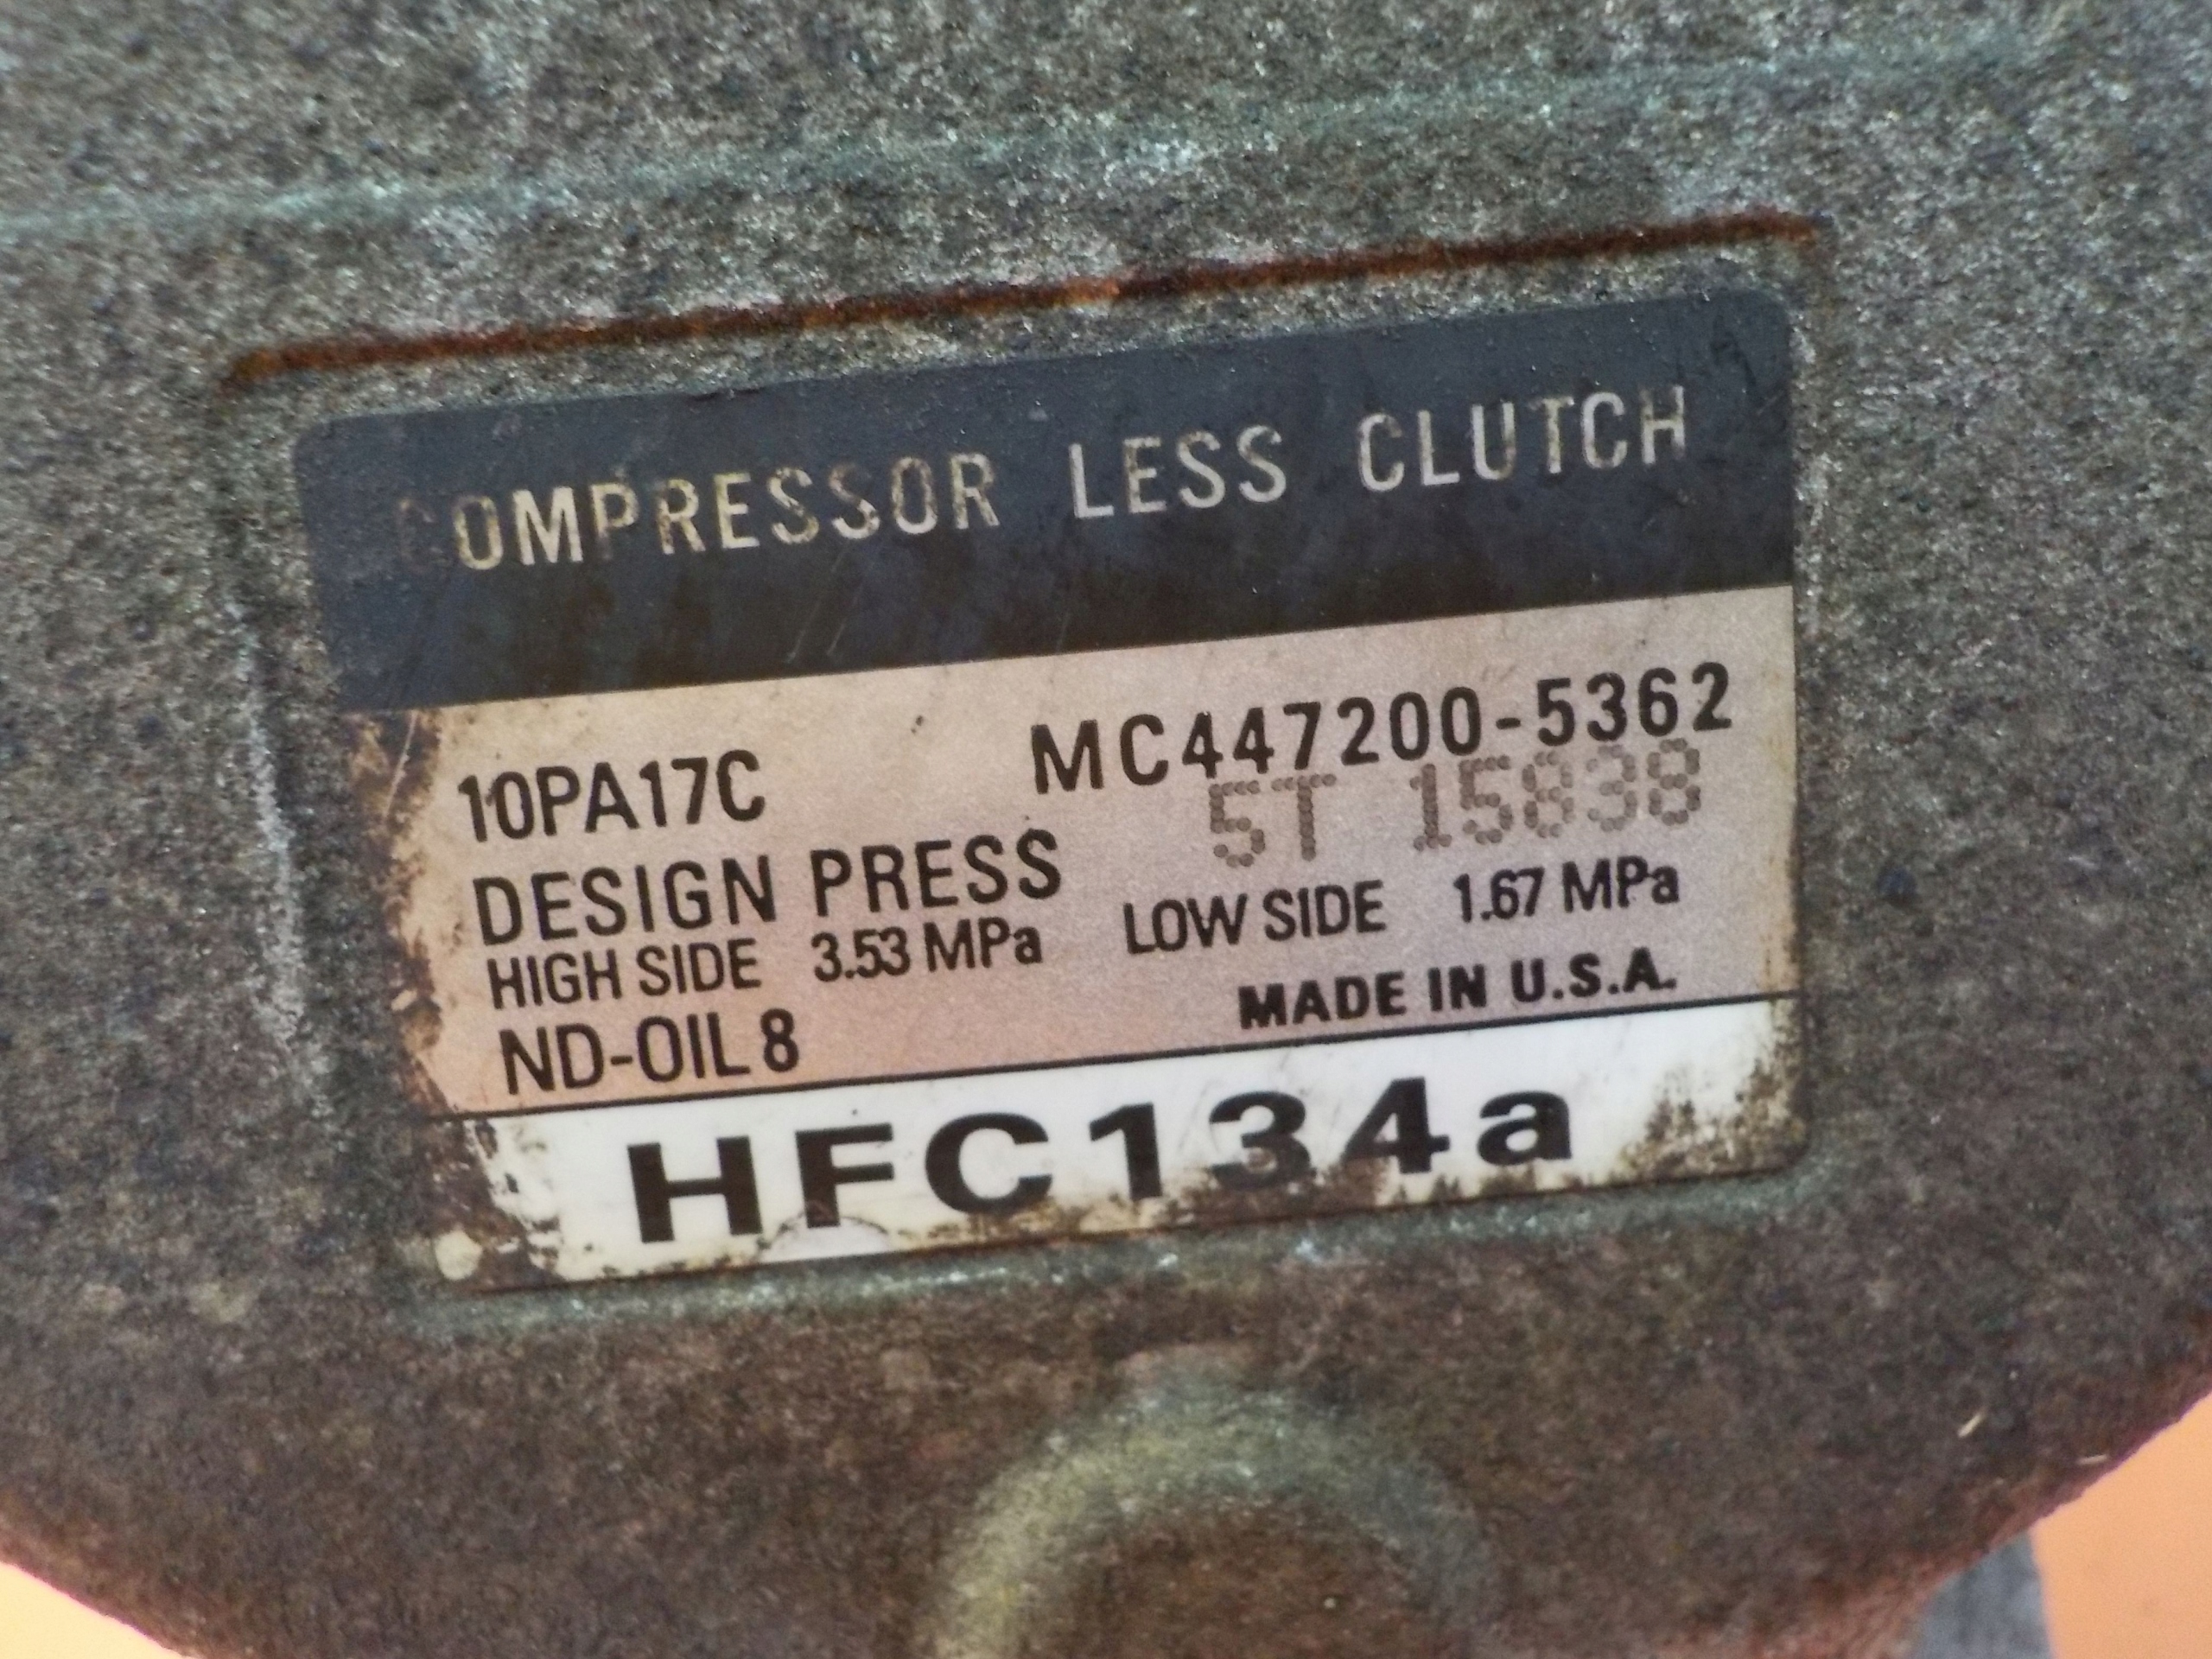 COMPRESSOR LESS CLUTCH
10PA17C MC447200-5362
5T 15838
DESIGN PRESS
HIGH SIDE 3.53 MPa LOW SIDE 1.67 MPa
ND-OIL 8 MADE IN U.S.A.
HFC134a